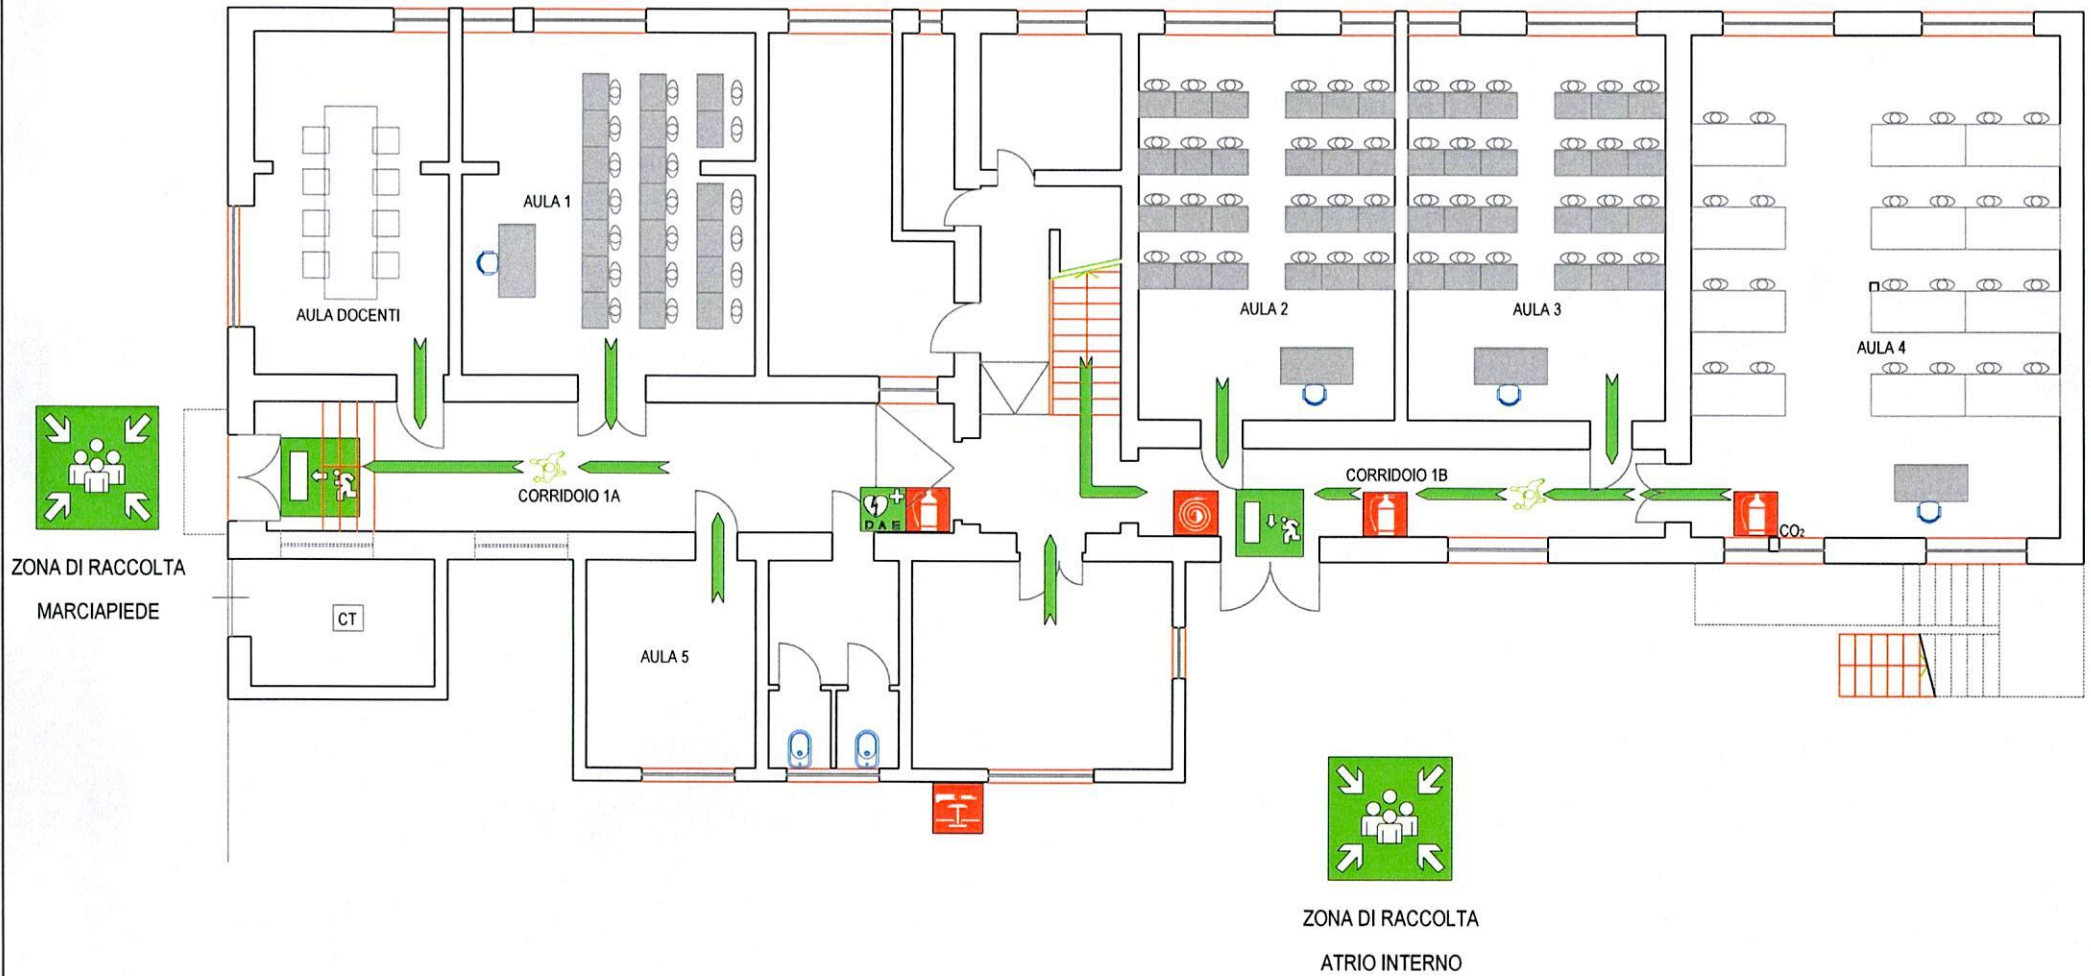 AULA 1
AULA DOCENTI
AULA 2
AULA 3
AULA 4
CORRIDOIO 1A
CORRIDOIO 1B
DAE
CO₂
ZONA DI RACCOLTA
MARCIAPIEDE
CT
AULA 5
ZONA DI RACCOLTA
ATRIO INTERNO